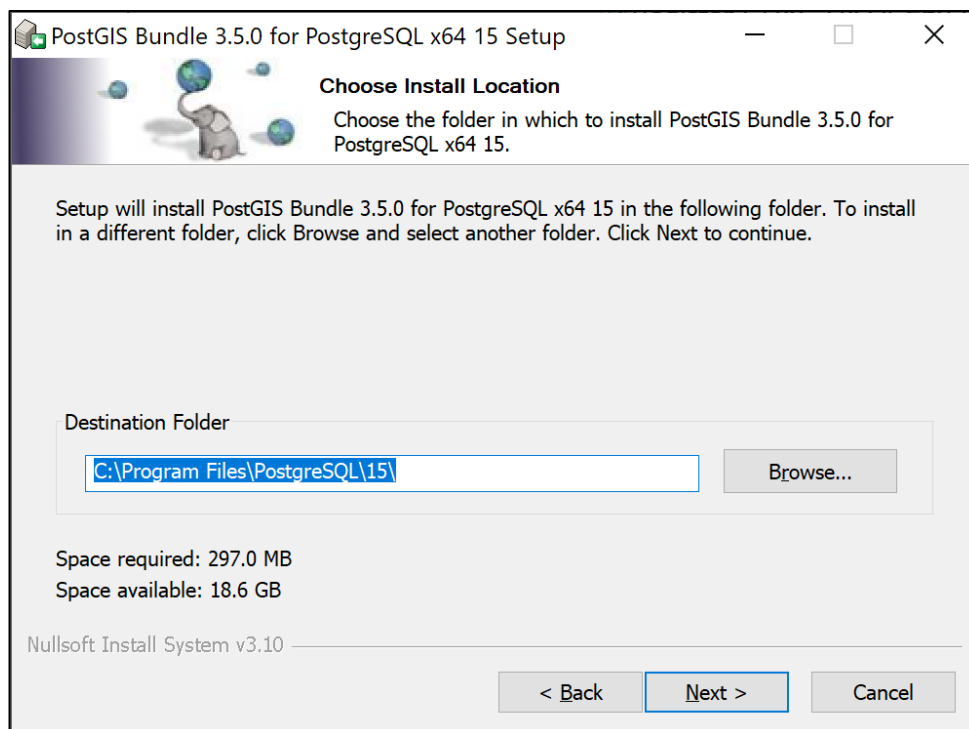 PostGIS Bundle 3.5.0 for PostgreSQL x64 15 Setup
Choose Install Location
Choose the folder in which to install PostGIS Bundle 3.5.0 for
PostgreSQL x64 15.
Setup will install PostGIS Bundle 3.5.0 for PostgreSQL x64 15 in the following folder. To install
in a different folder, click Browse and select another folder. Click Next to continue.
Destination Folder
C:\Program Files\PostgreSQL\15\
Browse...
Space required: 297.0 MB
Space available: 18.6 GB
Nullsoft Install System v3.10
< Back
Next >
Cancel